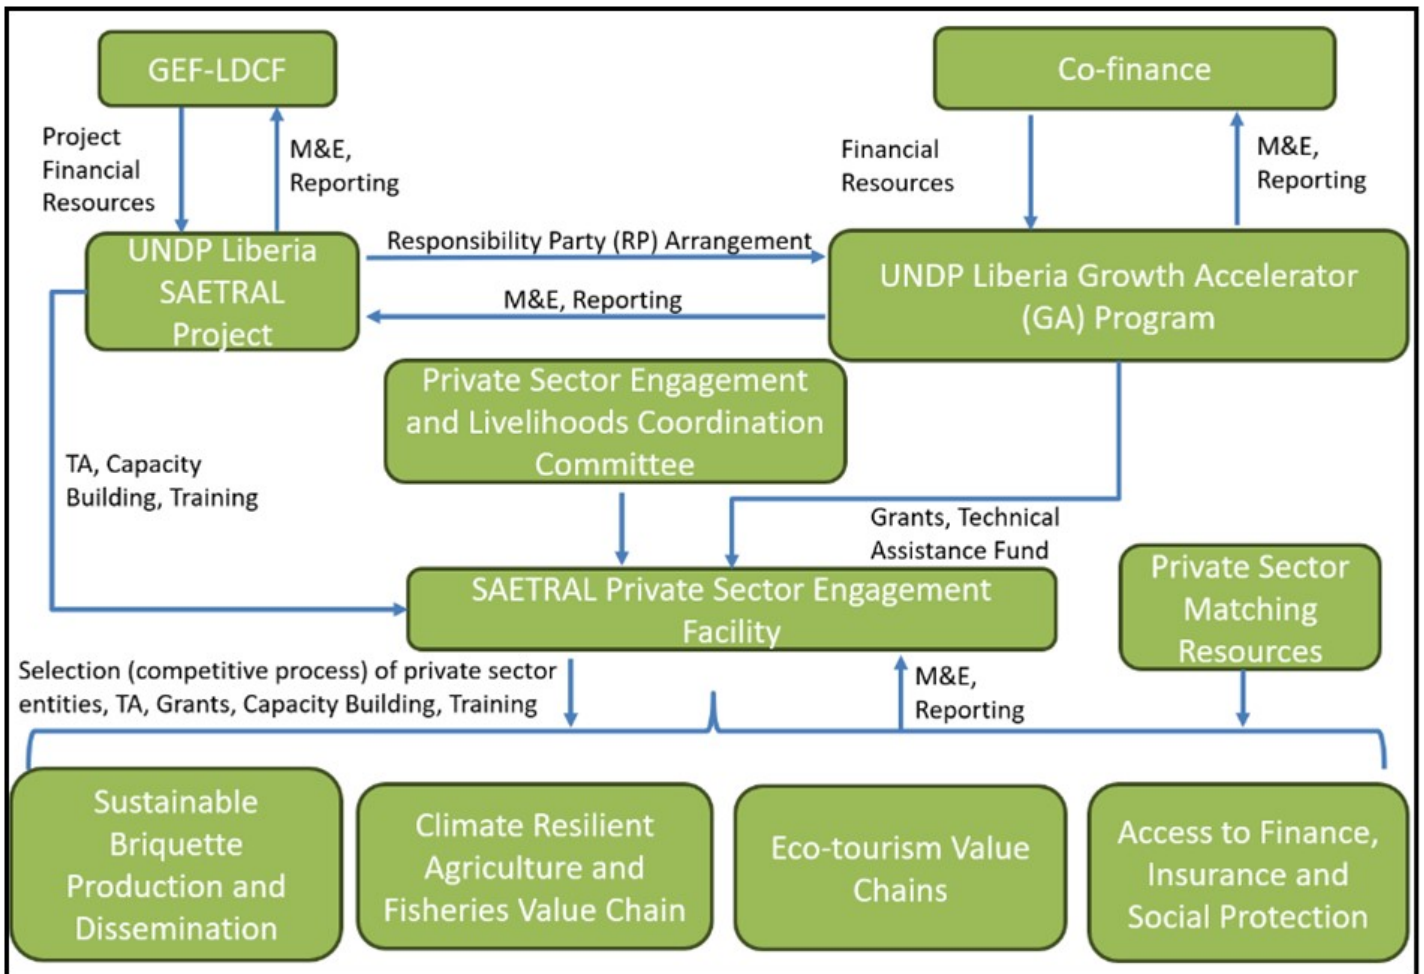 GEF-LDCF
Co-finance
Project
Financial
Resources
M&E,
Reporting
Financial
Resources
M&E,
Reporting
UNDP Liberia
SAETRAL
Project
Responsibility Party (RP) Arrangement
M&E, Reporting
UNDP Liberia Growth Accelerator
(GA) Program
Private Sector Engagement
and Livelihoods Coordination
Committee
TA, Capacity
Building, Training
Grants, Technical
Assistance Fund
SAETRAL Private Sector Engagement
Facility
Private Sector
Matching
Resources
Selection (competitive process) of private sector
entities, TA, Grants, Capacity Building, Training
M&E,
Reporting
Sustainable
Briquette
Production and
Dissemination
Climate Resilient
Agriculture and
Fisheries Value Chain
Eco-tourism Value
Chains
Access to Finance,
Insurance and
Social Protection